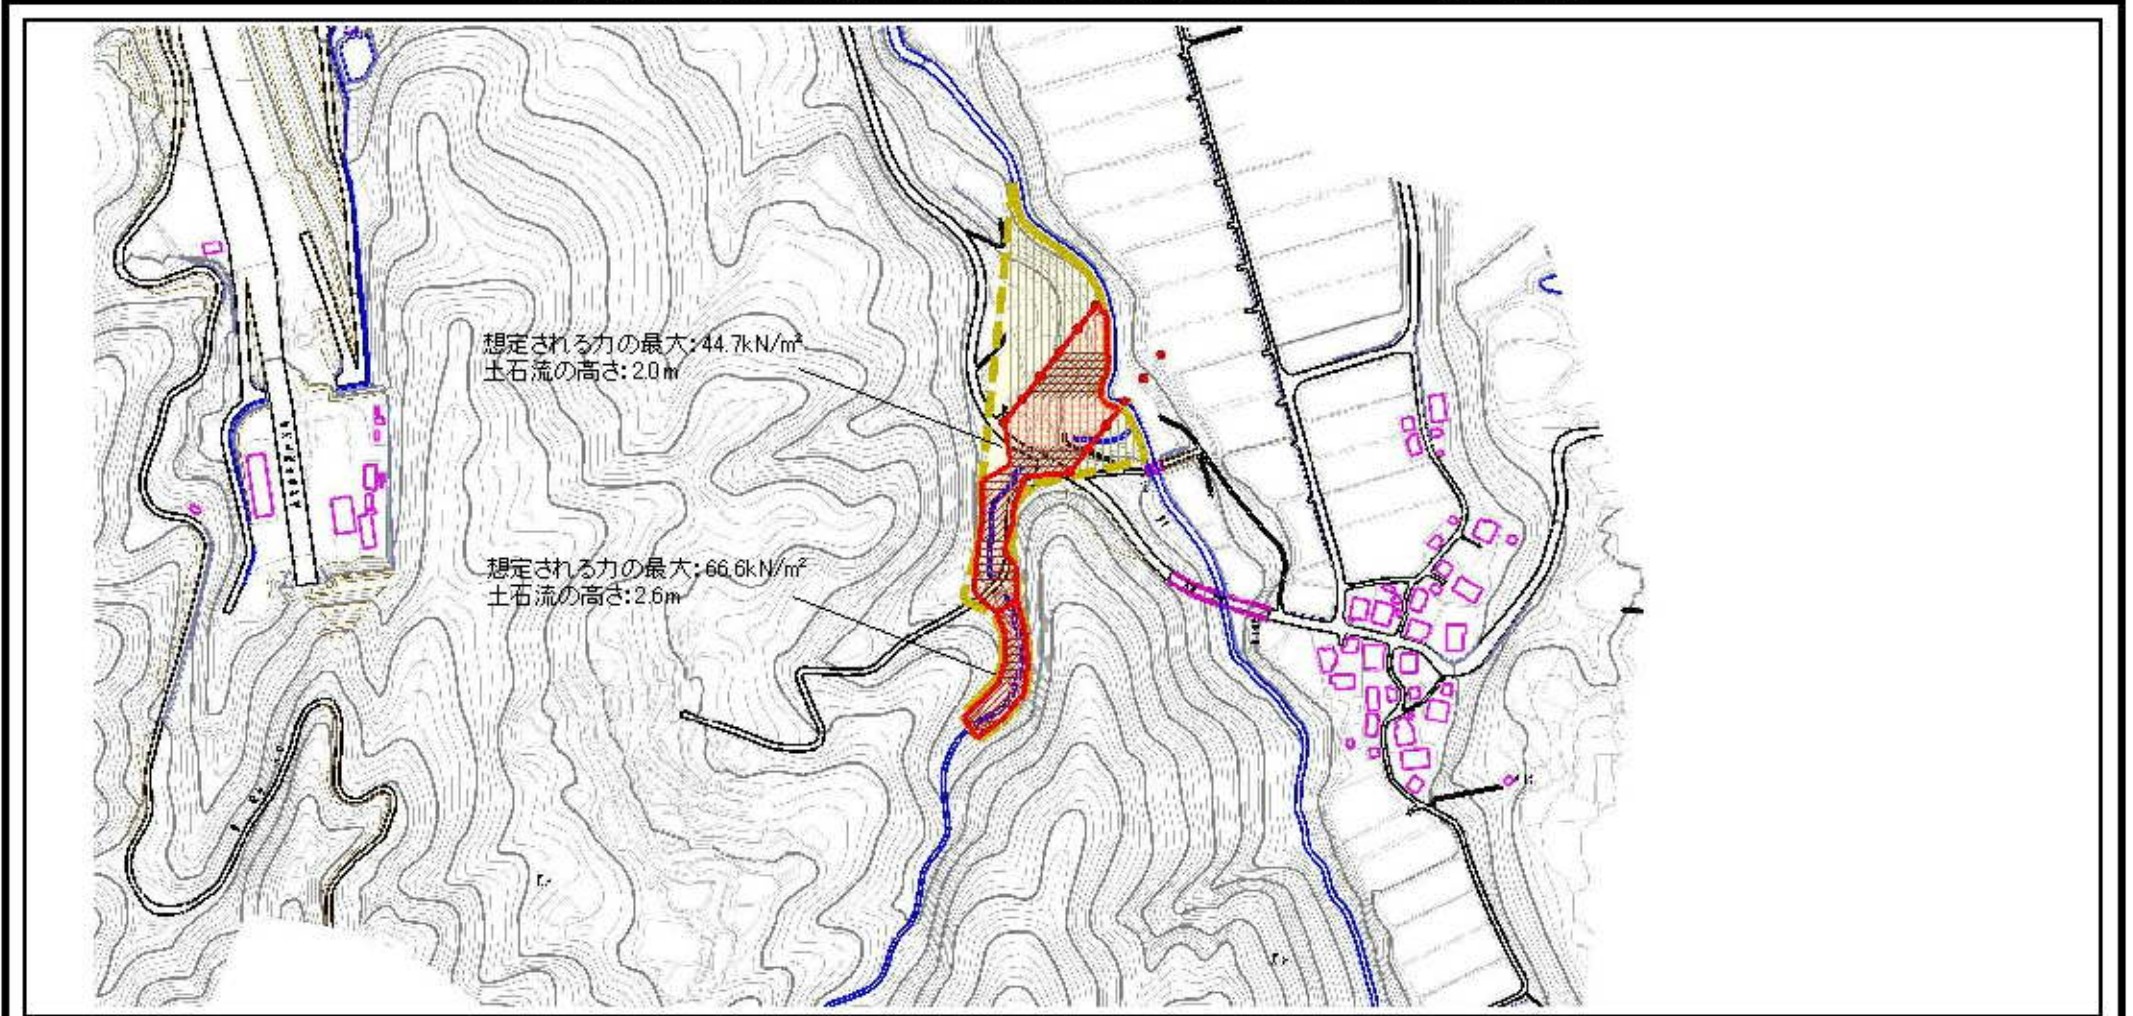 想定される力の最大:44.7kN/m²
土石流の高さ:2.0m
想定される力の最大:66.6kN/m²
土石流の高さ:2.6m